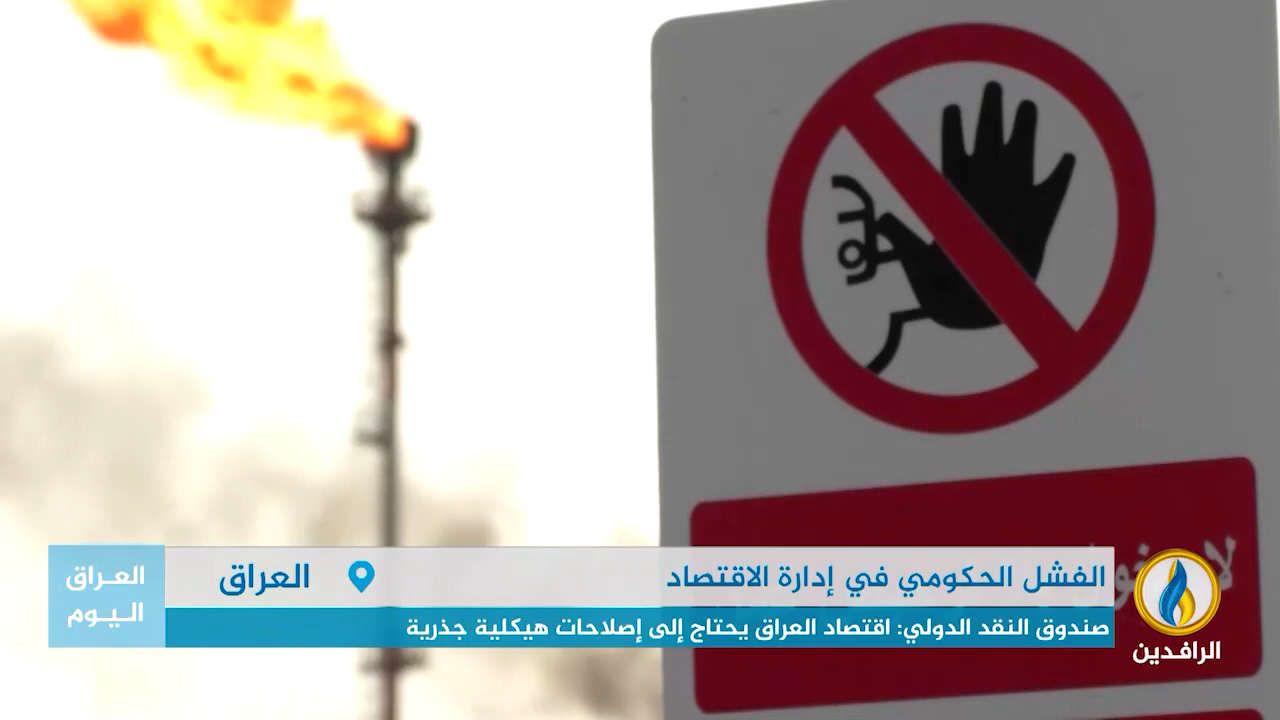 الفشل الحكومي في إدارة الاقتصاد
العراق
صندوق النقد الدولي: اقتصاد العراق يحتاج إلى إصلاحات هيكلية جذرية
العراق
اليوم
الرافدين